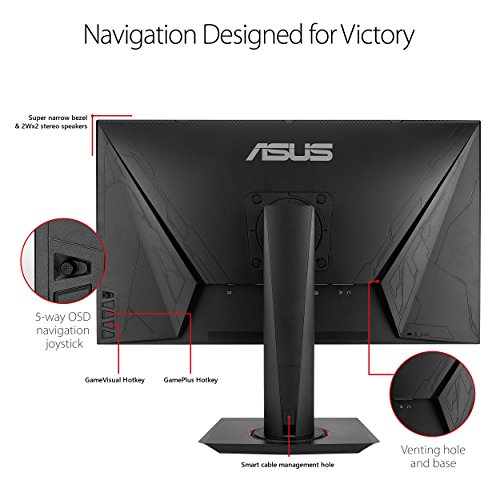 Navigation Designed for Victory
Super narrow bezel
& 2Wx2 stereo speakers
ASUS
5-way OSD
navigation
joystick
GameVisual Hotkey
GamePlus Hotkey
Venting hole
and base
Smart cable management hole